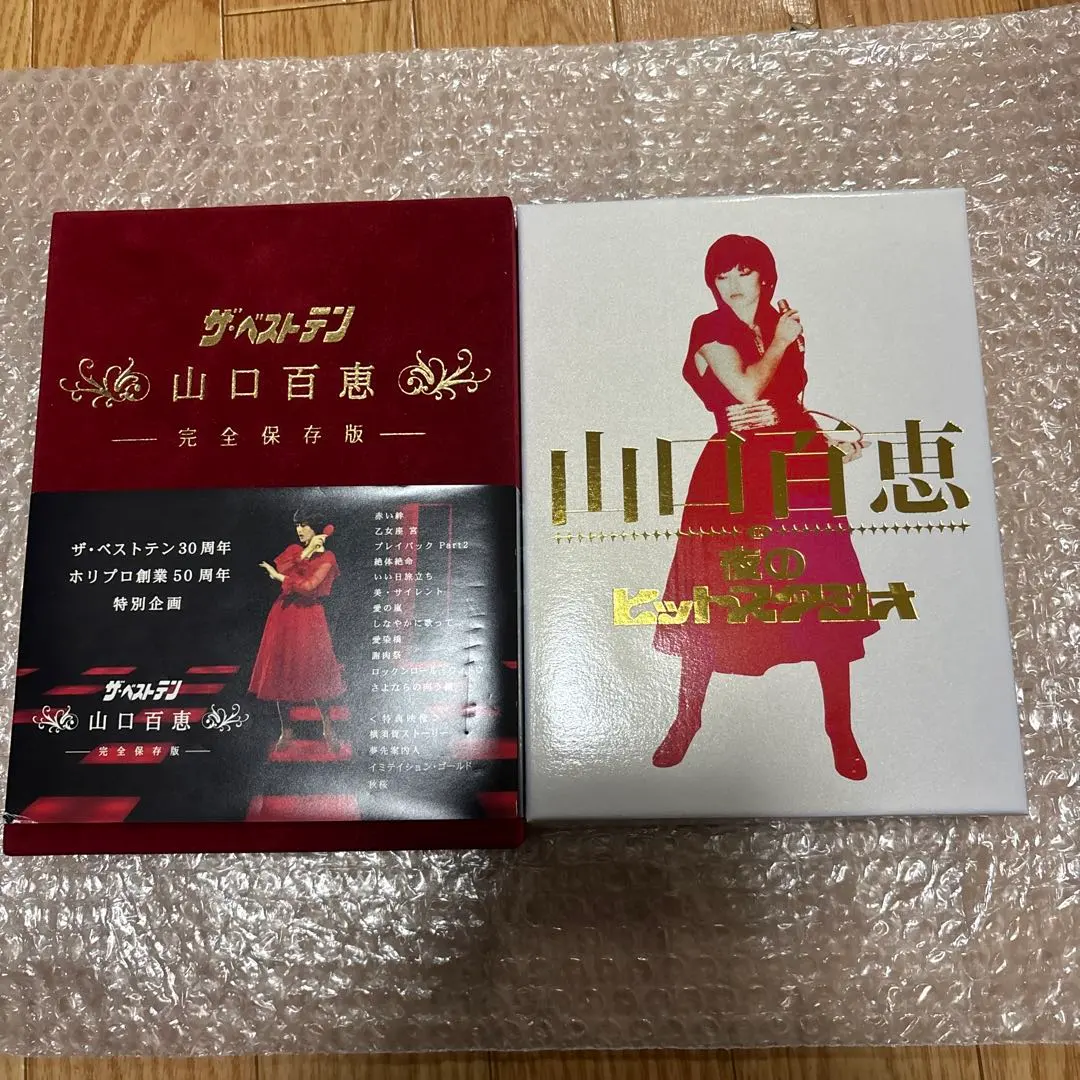 ザ・ベストテン
山口百恵
完全保存版
ザ・ベストテン30周年
ホリプロ創業50周年
特別企画
ザ・ベストテン
山口百恵
完全保存版
赤い絆
乙女座 宮
プレイバック Part2
絶体絶命
いい日旅立ち
美・サイレント
愛の嵐
しなやかに歌って
愛染橋
謝肉祭
ロックンロール
さよならの向う側
＜特典映像＞
横須賀ストーリー
夢先案内人
イミテイション・ゴールド
秋桜
山口百恵
in
夜の
ヒットスタジオ